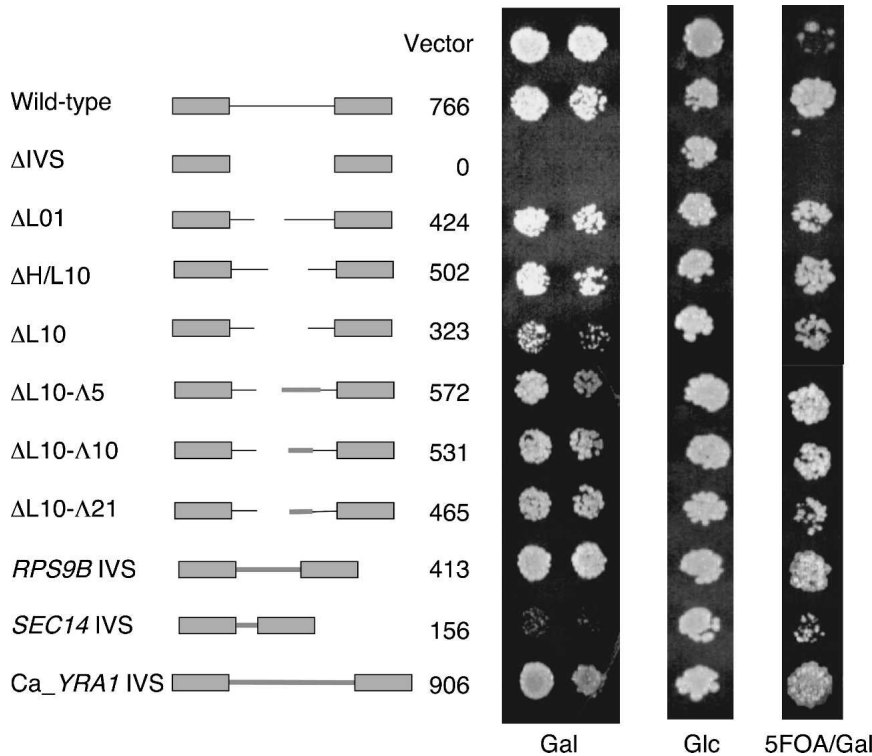 Vector
Wild-type 766
ΔIVS 0
ΔL01 424
ΔH/L10 502
ΔL10 323
ΔL10-Λ5 572
ΔL10-Λ10 531
ΔL10-Λ21 465
RPS9B IVS 413
SEC14 IVS 156
Ca_YRA1 IVS 906
Gal Glc 5FOA/Gal